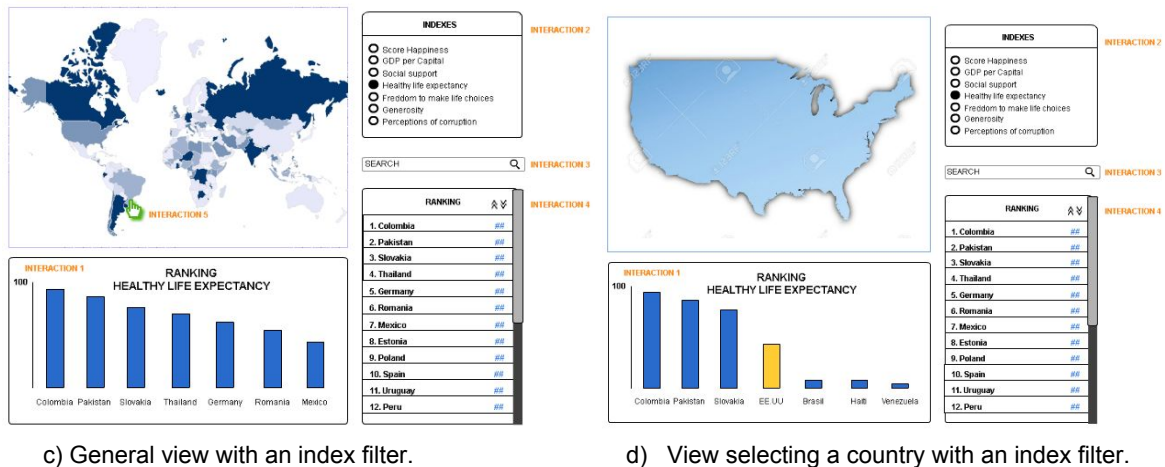 INTERACTION 5
INDEXES
Score Happiness
GDP per Capital
Social support
Healthy life expectancy
Freddom to make life choices
Generosity
Perceptions of corruption
INTERACTION 2
SEARCH
INTERACTION 3
RANKING
INTERACTION 4
1. Colombia ##
2. Pakistan ##
3. Slovakia ##
4. Thailand ##
5. Germany ##
6. Romania ##
7. Mexico ##
8. Estonia ##
9. Poland ##
10. Spain ##
11. Uruguay ##
12. Peru ##
INTERACTION 1
RANKING
HEALTHY LIFE EXPECTANCY
100
Colombia Pakistan Slovakia Thailand Germany Romania Mexico
c) General view with an index filter.
INDEXES
Score Happiness
GDP per Capital
Social support
Healthy life expectancy
Freddom to make life choices
Generosity
Perceptions of corruption
INTERACTION 2
SEARCH
INTERACTION 3
RANKING
INTERACTION 4
1. Colombia ##
2. Pakistan ##
3. Slovakia ##
4. Thailand ##
5. Germany ##
6. Romania ##
7. Mexico ##
8. Estonia ##
9. Poland ##
10. Spain ##
11. Uruguay ##
12. Peru ##
INTERACTION 1
RANKING
HEALTHY LIFE EXPECTANCY
100
Colombia Pakistan Slovakia EE.UU Brasil Haiti Venezuela
d) View selecting a country with an index filter.